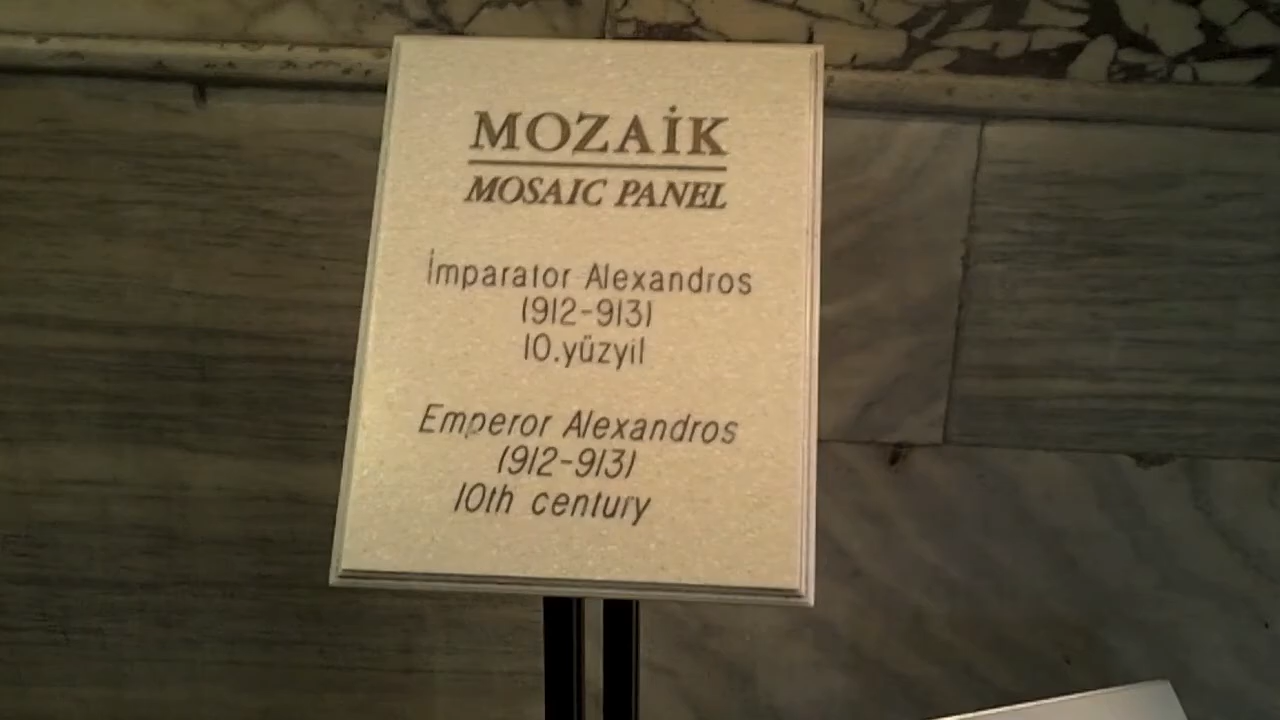 MOZAİK
MOSAIC PANEL
İmparator Alexandros
(912-913)
10.yüzyil
Emperor Alexandros
(912-913)
10th century